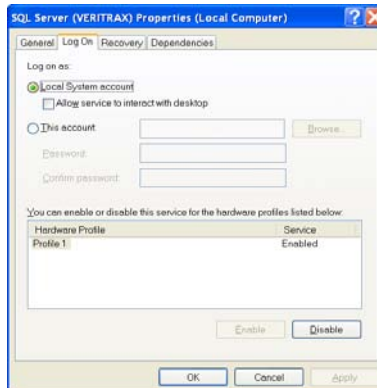 SQL Server (VERITRAX) Properties (Local Computer)
General Log On Recovery Dependencies
Log on as:
Local System account
Allow service to interact with desktop
This account: Browse...
Password:
Confirm password:
You can enable or disable this service for the hardware profiles listed below:
Hardware Profile Service
Profile 1 Enabled
Enable Disable
OK Cancel Apply